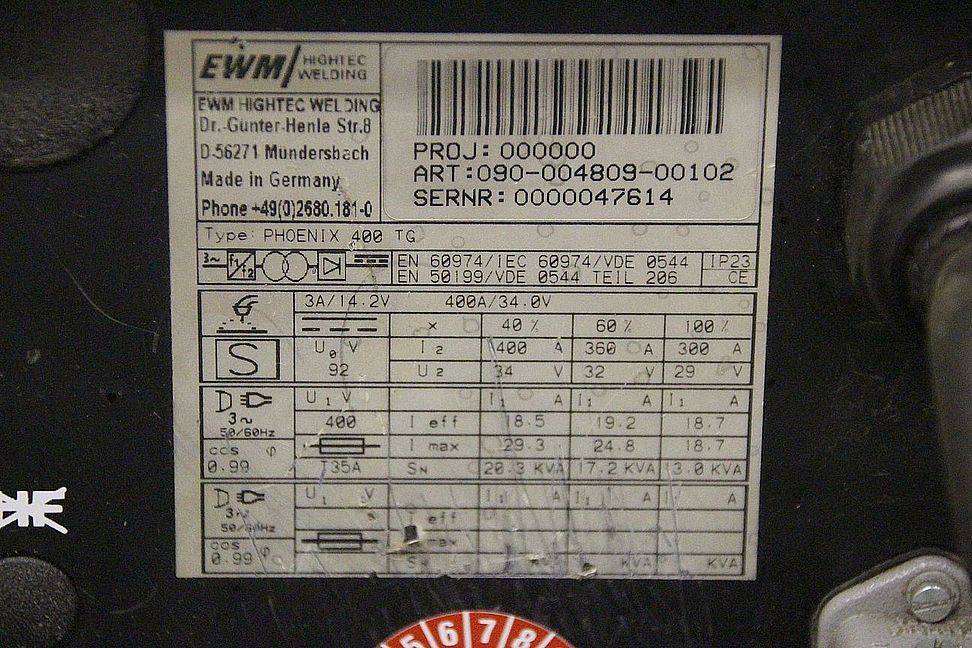 EWM HIGHTEC WELDING
EWM HIGHTEC WELDING
Dr.-Günter-Henle Str.8
D-56271 Mündersbach
Made in Germany
Phone +49(0)2680.181-0
PROJ: 000000
ART:090-004809-00102
SERNR: 0000047614
Type: PHOENIX 400 TG
3~ f1/f2 EN 60974/IEC 60974/VDE 0544 IP23
EN 50199/VDE 0544 TEIL 206 CE
3A/14.2V 400A/34.0V
X 40% 60% 100%
S U0 V I2 400 A 360 A 300 A
92 U2 34 V 32 V 29 V
U1 V I1 A I1 A I1 A
3~ 400 I eff 18.5 19.2 18.7
50/60Hz
cos φ I max 29.3 24.8 18.7
0.99 T35A SN 20.3 KVA 17.2 KVA 3.0 KVA
U1 V I1 A I1 A I1 A
3~ eff
50/60Hz
cos φ
0.99 KVA KVA
5 6 7 8